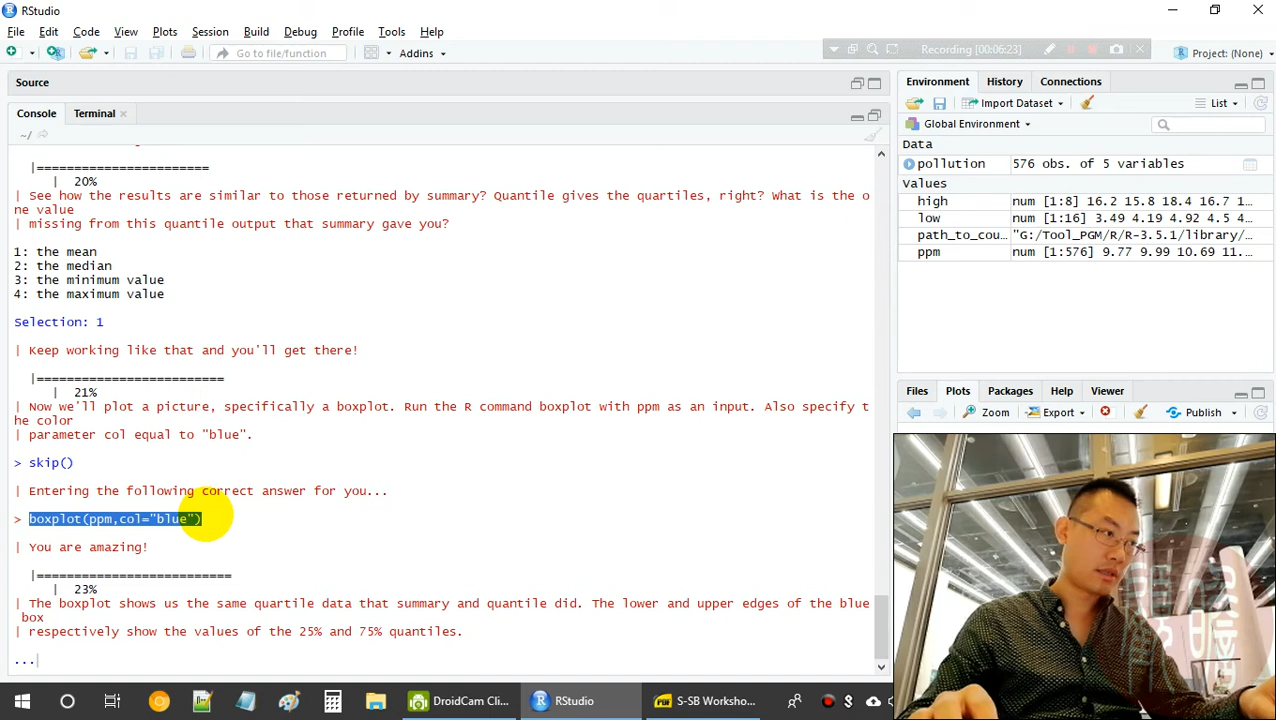 RStudio
File Edit Code View Plots Session Build Debug Profile Tools Help
Go to file/function
Addins
Recording [00:06:23]
Project: (None)
Source
Console Terminal
~/
|=======================
| 20%
| See how the results are similar to those returned by summary? Quantile gives the quartiles, right? What is the o
ne value
| missing from this quantile output that summary gave you?
1: the mean
2: the median
3: the minimum value
4: the maximum value
Selection: 1
| Keep working like that and you'll get there!
|=========================
| 21%
| Now we'll plot a picture, specifically a boxplot. Run the R command boxplot with ppm as an input. Also specify t
he color
| parameter col equal to "blue".
> skip()
| Entering the following correct answer for you...
> boxplot(ppm,col="blue")
| You are amazing!
|==========================
| 23%
| The boxplot shows us the same quartile data that summary and quantile did. The lower and upper edges of the blue
box
| respectively show the values of the 25% and 75% quantiles.
...
Environment History Connections
Import Dataset List
Global Environment
Data
pollution 576 obs. of 5 variables
Values
high num [1:8] 16.2 15.8 18.4 16.7 1...
low num [1:16] 3.49 4.19 4.92 4.5 4...
path_to_cou... "G:/Tool_PGM/R/R-3.5.1/library/...
ppm num [1:576] 9.77 9.99 10.69 11....
Files Plots Packages Help Viewer
Zoom Export Publish
DroidCam Cli... RStudio S-SB Worksho...